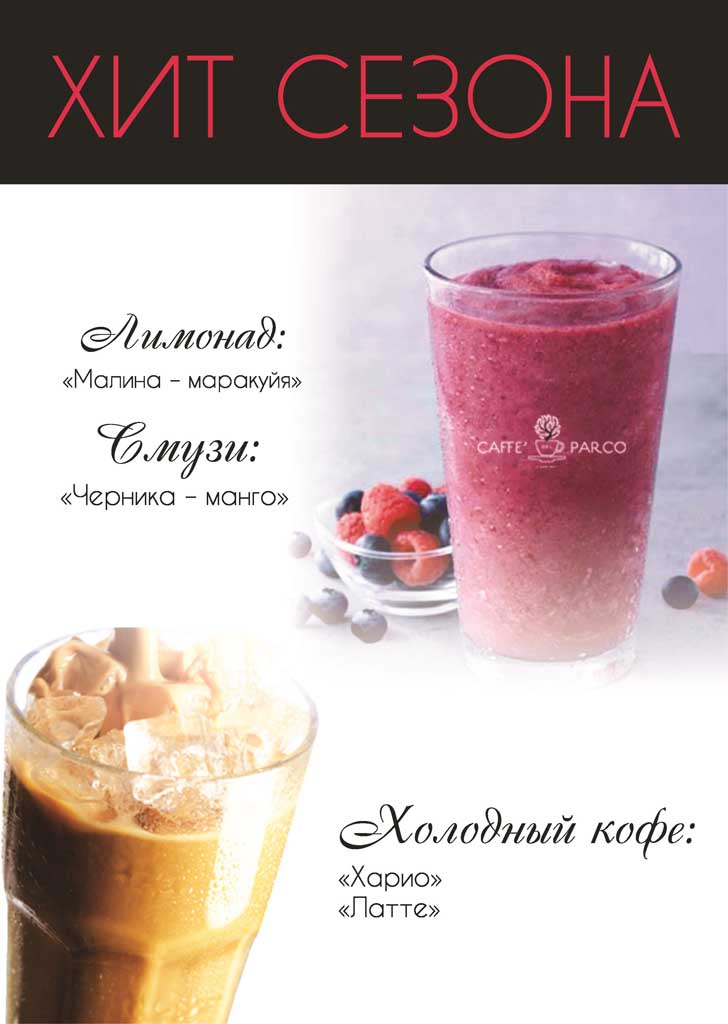 ХИТ СЕЗОНА
Лимонад:
«Малина – маракуйя»
Смузи:
«Черника – манго»
CAFFE' PARCO
Холодный кофе:
«Харио»
«Латте»